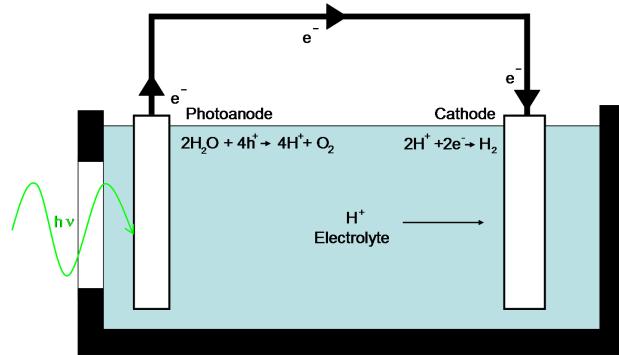 e⁻
e⁻
e⁻
Photoanode
Cathode
2H₂O + 4h⁺→ 4H⁺+ O₂
2H⁺ +2e⁻→ H₂
hν
H⁺
Electrolyte